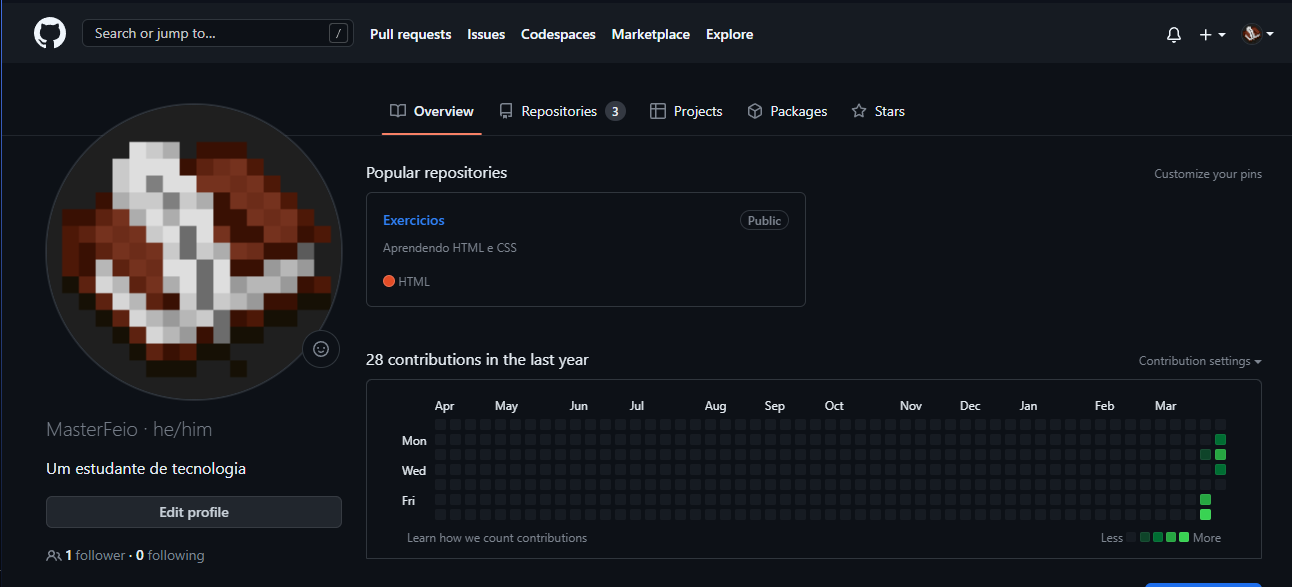 Search or jump to... / Pull requests Issues Codespaces Marketplace Explore
Overview Repositories 3 Projects Packages Stars
Popular repositories Customize your pins
Exercicios Public
Aprendendo HTML e CSS
HTML
28 contributions in the last year Contribution settings
Apr May Jun Jul Aug Sep Oct Nov Dec Jan Feb Mar
Mon
Wed
Fri
Learn how we count contributions Less More
MasterFeio · he/him
Um estudante de tecnologia
Edit profile
1 follower · 0 following